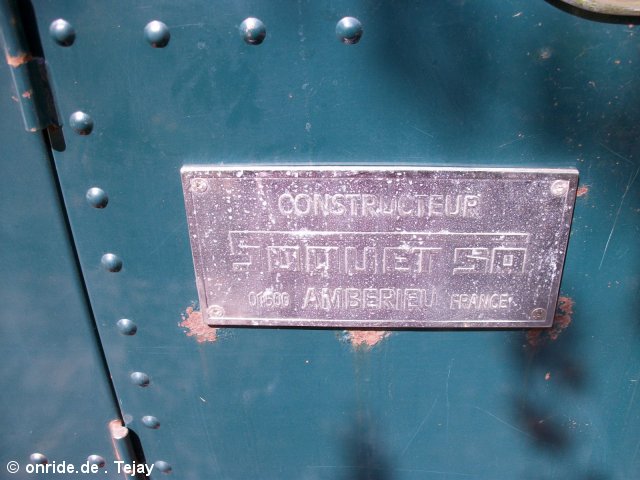 CONSTRUCTEUR
SOQUET SA
01500 AMBERIEU FRANCE
© onride.de . Tejay